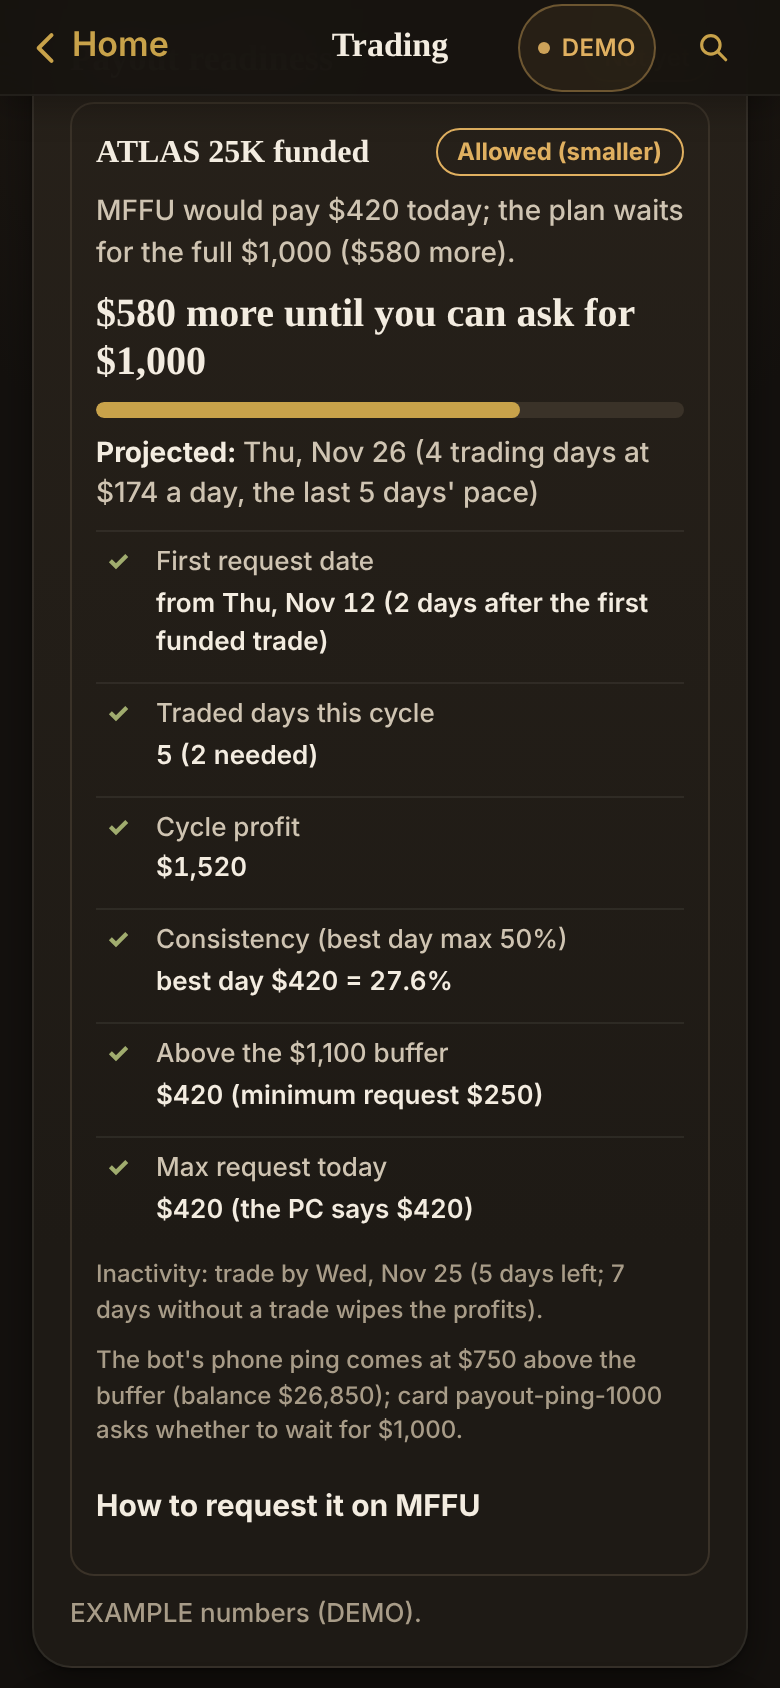 Home
Trading
DEMO
ATLAS 25K funded
Allowed (smaller)
MFFU would pay $420 today; the plan waits
for the full $1,000 ($580 more).
$580 more until you can ask for
$1,000
Projected: Thu, Nov 26 (4 trading days at
$174 a day, the last 5 days' pace)
First request date
from Thu, Nov 12 (2 days after the first
funded trade)
Traded days this cycle
5 (2 needed)
Cycle profit
$1,520
Consistency (best day max 50%)
best day $420 = 27.6%
Above the $1,100 buffer
$420 (minimum request $250)
Max request today
$420 (the PC says $420)
Inactivity: trade by Wed, Nov 25 (5 days left; 7
days without a trade wipes the profits).
The bot's phone ping comes at $750 above the
buffer (balance $26,850); card payout-ping-1000
asks whether to wait for $1,000.
How to request it on MFFU
EXAMPLE numbers (DEMO).